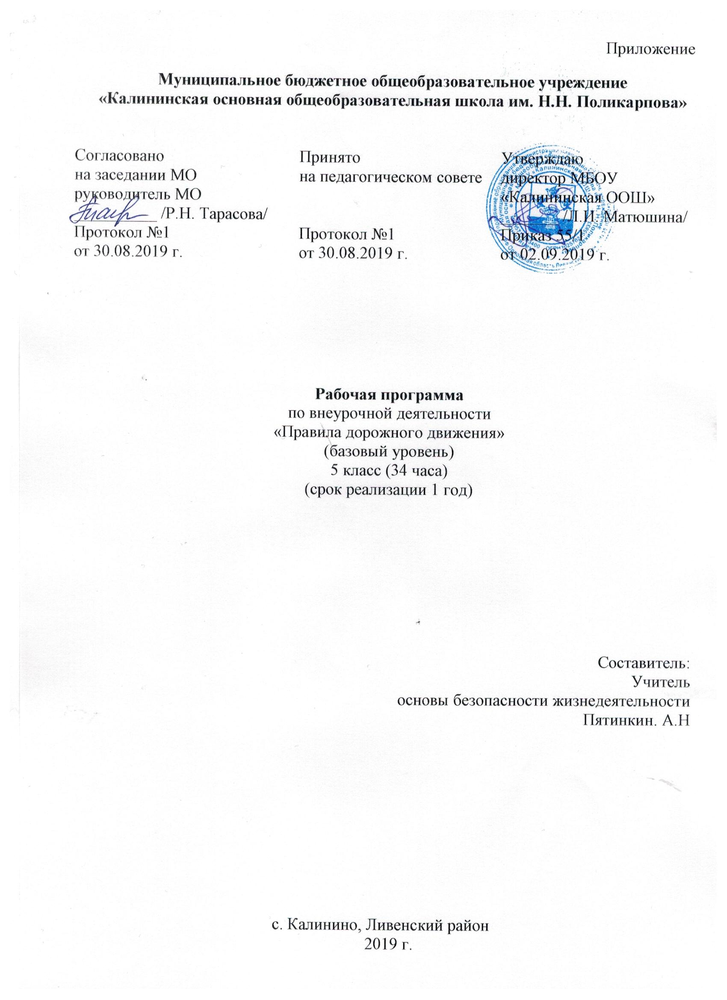 Приложение
Муниципальное бюджетное общеобразовательное учреждение
«Калининская основная общеобразовательная школа им. Н.Н. Поликарпова»
Согласовано
на заседании МО
руководитель МО
/Р.Н. Тарасова/
Протокол №1
от 30.08.2019 г.
Принято
на педагогическом совете
Протокол №1
от 30.08.2019 г.
Утверждаю
директор МБОУ
«Калининская ООШ»
/Л.И. Матюшина/
Приказ 55/1
от 02.09.2019 г.
Рабочая программа
по внеурочной деятельности
«Правила дорожного движения»
(базовый уровень)
5 класс (34 часа)
(срок реализации 1 год)
Составитель:
Учитель
основы безопасности жизнедеятельности
Пятинкин. А.Н
с. Калинино, Ливенский район
2019 г.